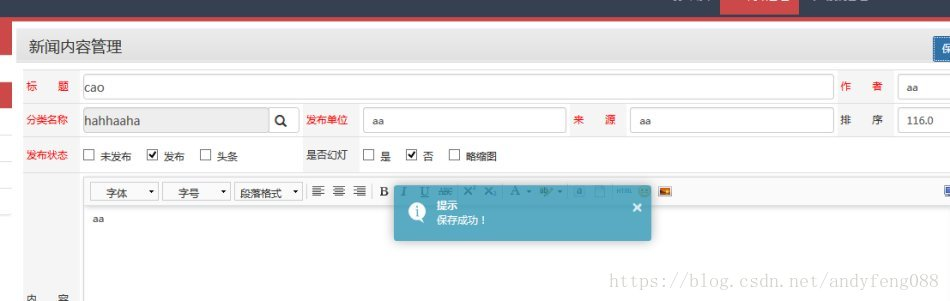 新闻内容管理
保
标 题 cao 作 者 aa
分类名称 hahhaaha 发布单位 aa 来 源 aa 排 序 116.0
发布状态 未发布 发布 头条 是否幻灯 是 否 缩略图
字体 字号 段落格式 B I U ABC X² X₂ A HTML
提示
保存成功！
aa
内 容
https://blog.csdn.net/andyfeng088